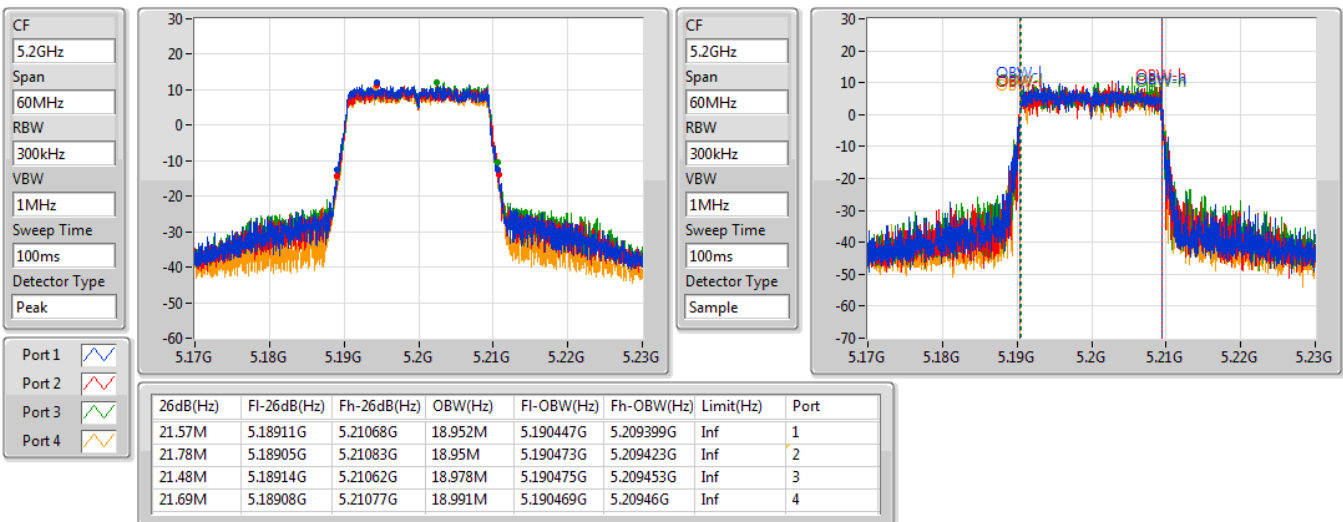 CF
5.2GHz
Span
60MHz
RBW
300kHz
VBW
1MHz
Sweep Time
100ms
Detector Type
Peak
30
20
10
0
-10
-20
-30
-40
-50
-60
5.17G 5.18G 5.19G 5.2G 5.21G 5.22G 5.23G
CF
5.2GHz
Span
60MHz
RBW
300kHz
VBW
1MHz
Sweep Time
100ms
Detector Type
Sample
30
20
10
0
-10
-20
-30
-40
-50
-60
-70
OBW-l OBW-h
5.17G 5.18G 5.19G 5.2G 5.21G 5.22G 5.23G
Port 1
Port 2
Port 3
Port 4
26dB(Hz) Fl-26dB(Hz) Fh-26dB(Hz) OBW(Hz) Fl-OBW(Hz) Fh-OBW(Hz) Limit(Hz) Port
21.57M 5.18911G 5.21068G 18.952M 5.190447G 5.209399G Inf 1
21.78M 5.18905G 5.21083G 18.95M 5.190473G 5.209423G Inf 2
21.48M 5.18914G 5.21062G 18.978M 5.190475G 5.209453G Inf 3
21.69M 5.18908G 5.21077G 18.991M 5.190469G 5.20946G Inf 4